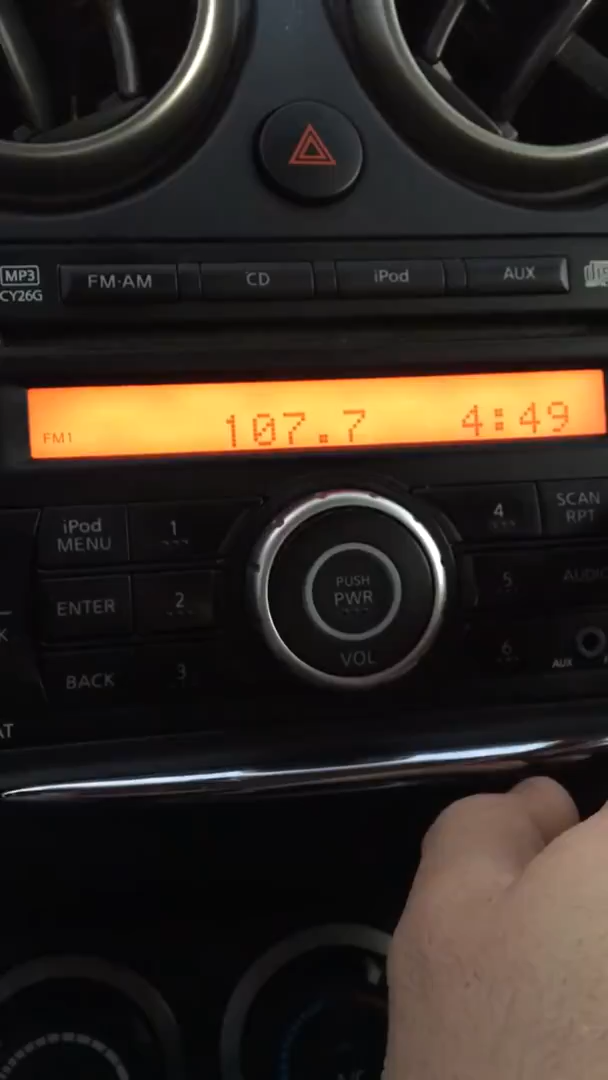 MP3
CY26G
FM·AM
CD
iPod
AUX
FM1
107.7
4:49
iPod MENU
1
4
SCAN RPT
ENTER
2
PUSH PWR
5
AUDIO
BACK
3
VOL
6
AUX